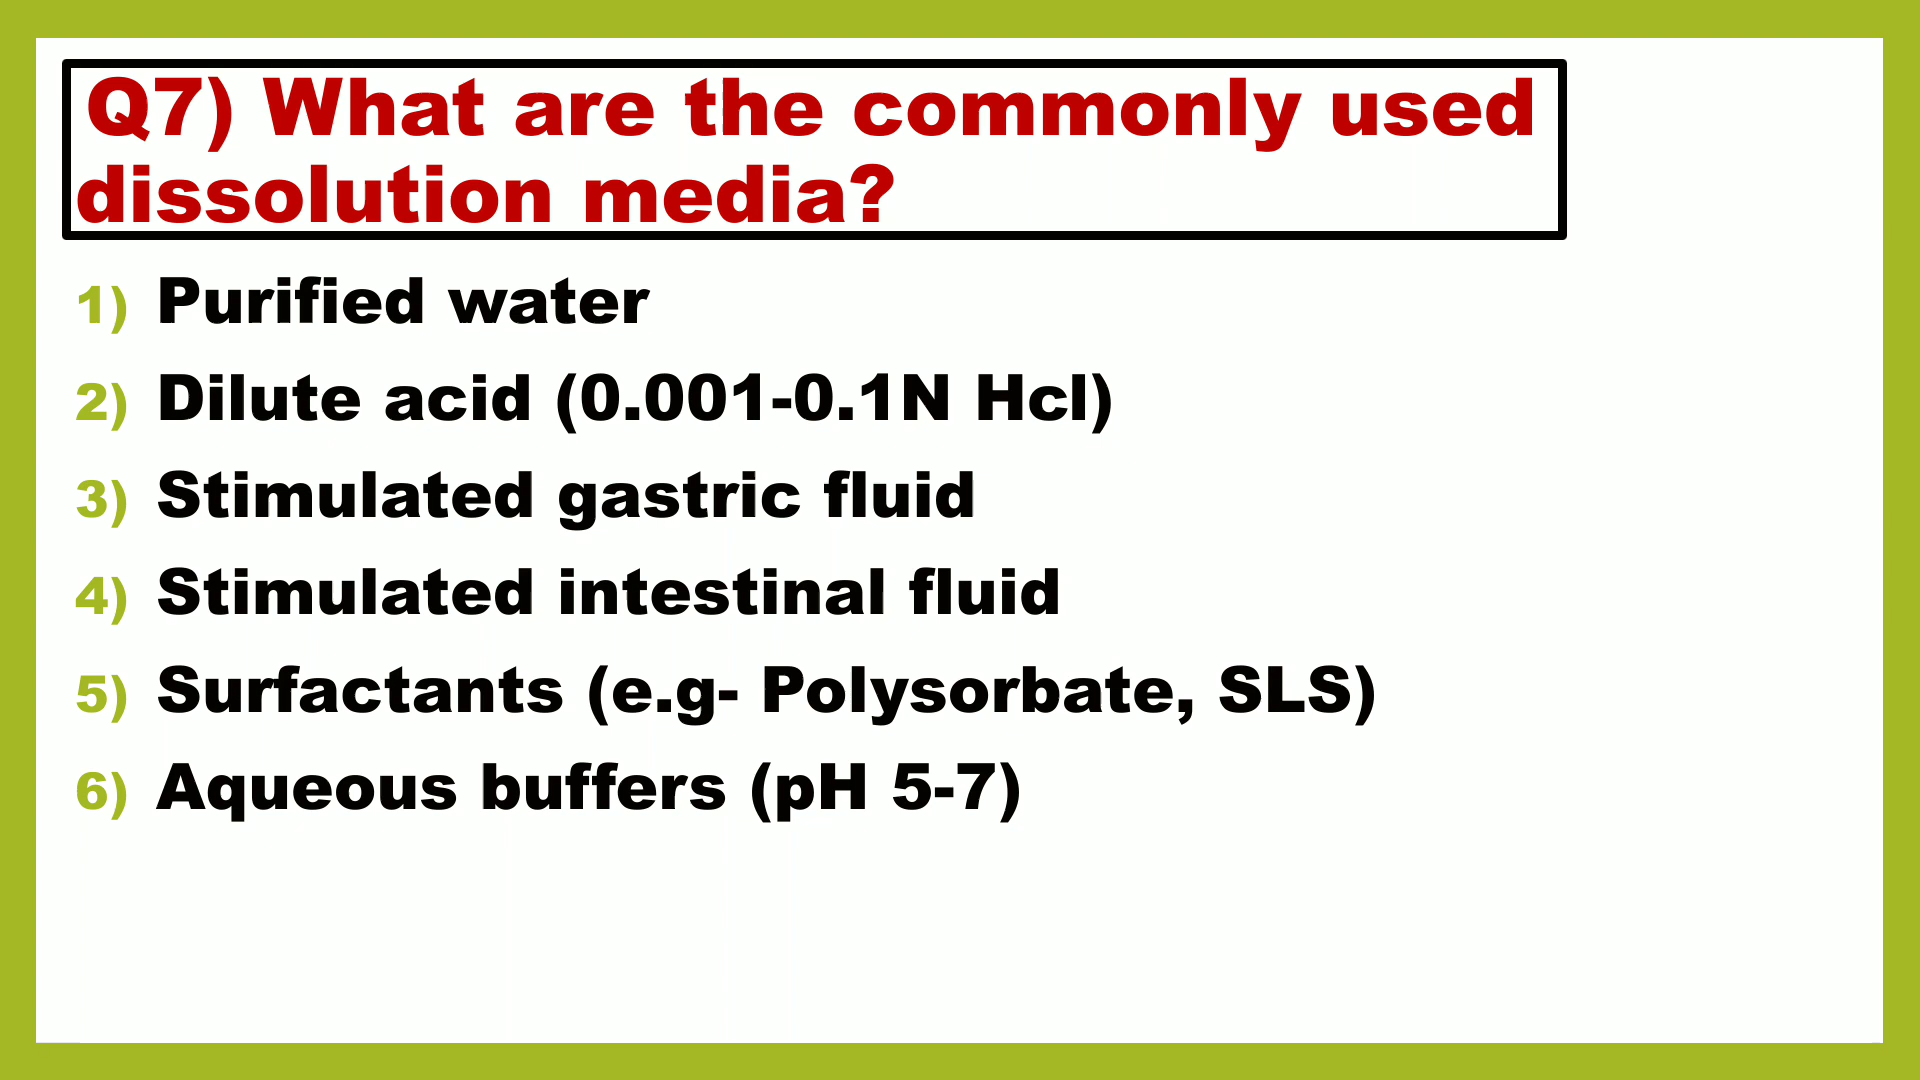 Q7) What are the commonly used
dissolution media?
1) Purified water
2) Dilute acid (0.001-0.1N Hcl)
3) Stimulated gastric fluid
4) Stimulated intestinal fluid
5) Surfactants (e.g- Polysorbate, SLS)
6) Aqueous buffers (pH 5-7)